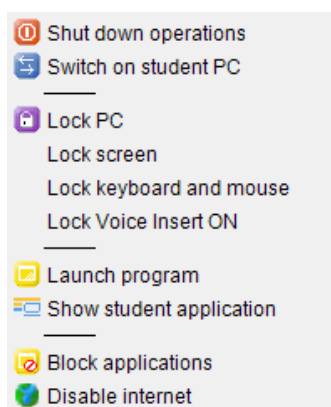 Shut down operations
Switch on student PC
Lock PC
Lock screen
Lock keyboard and mouse
Lock Voice Insert ON
Launch program
Show student application
Block applications
Disable internet